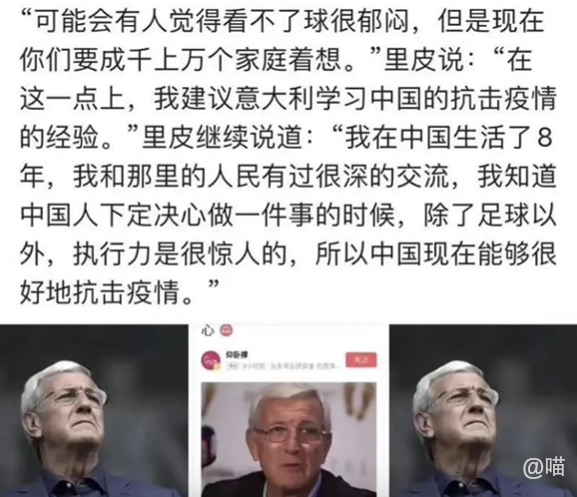 “可能会有人觉得看不了球很郁闷，但是现在
你们要成千上万个家庭着想。”里皮说：“在
这一点上，我建议意大利学习中国的抗击疫情
的经验。”里皮继续说道：“我在中国生活了8
年，我和那里的人民有过很深的交流，我知道
中国人下定决心做一件事的时候，除了足球以
外，执行力是很惊人的，所以中国现在能够很
好地抗击疫情。”
心
仰卧撑
关注
@喵